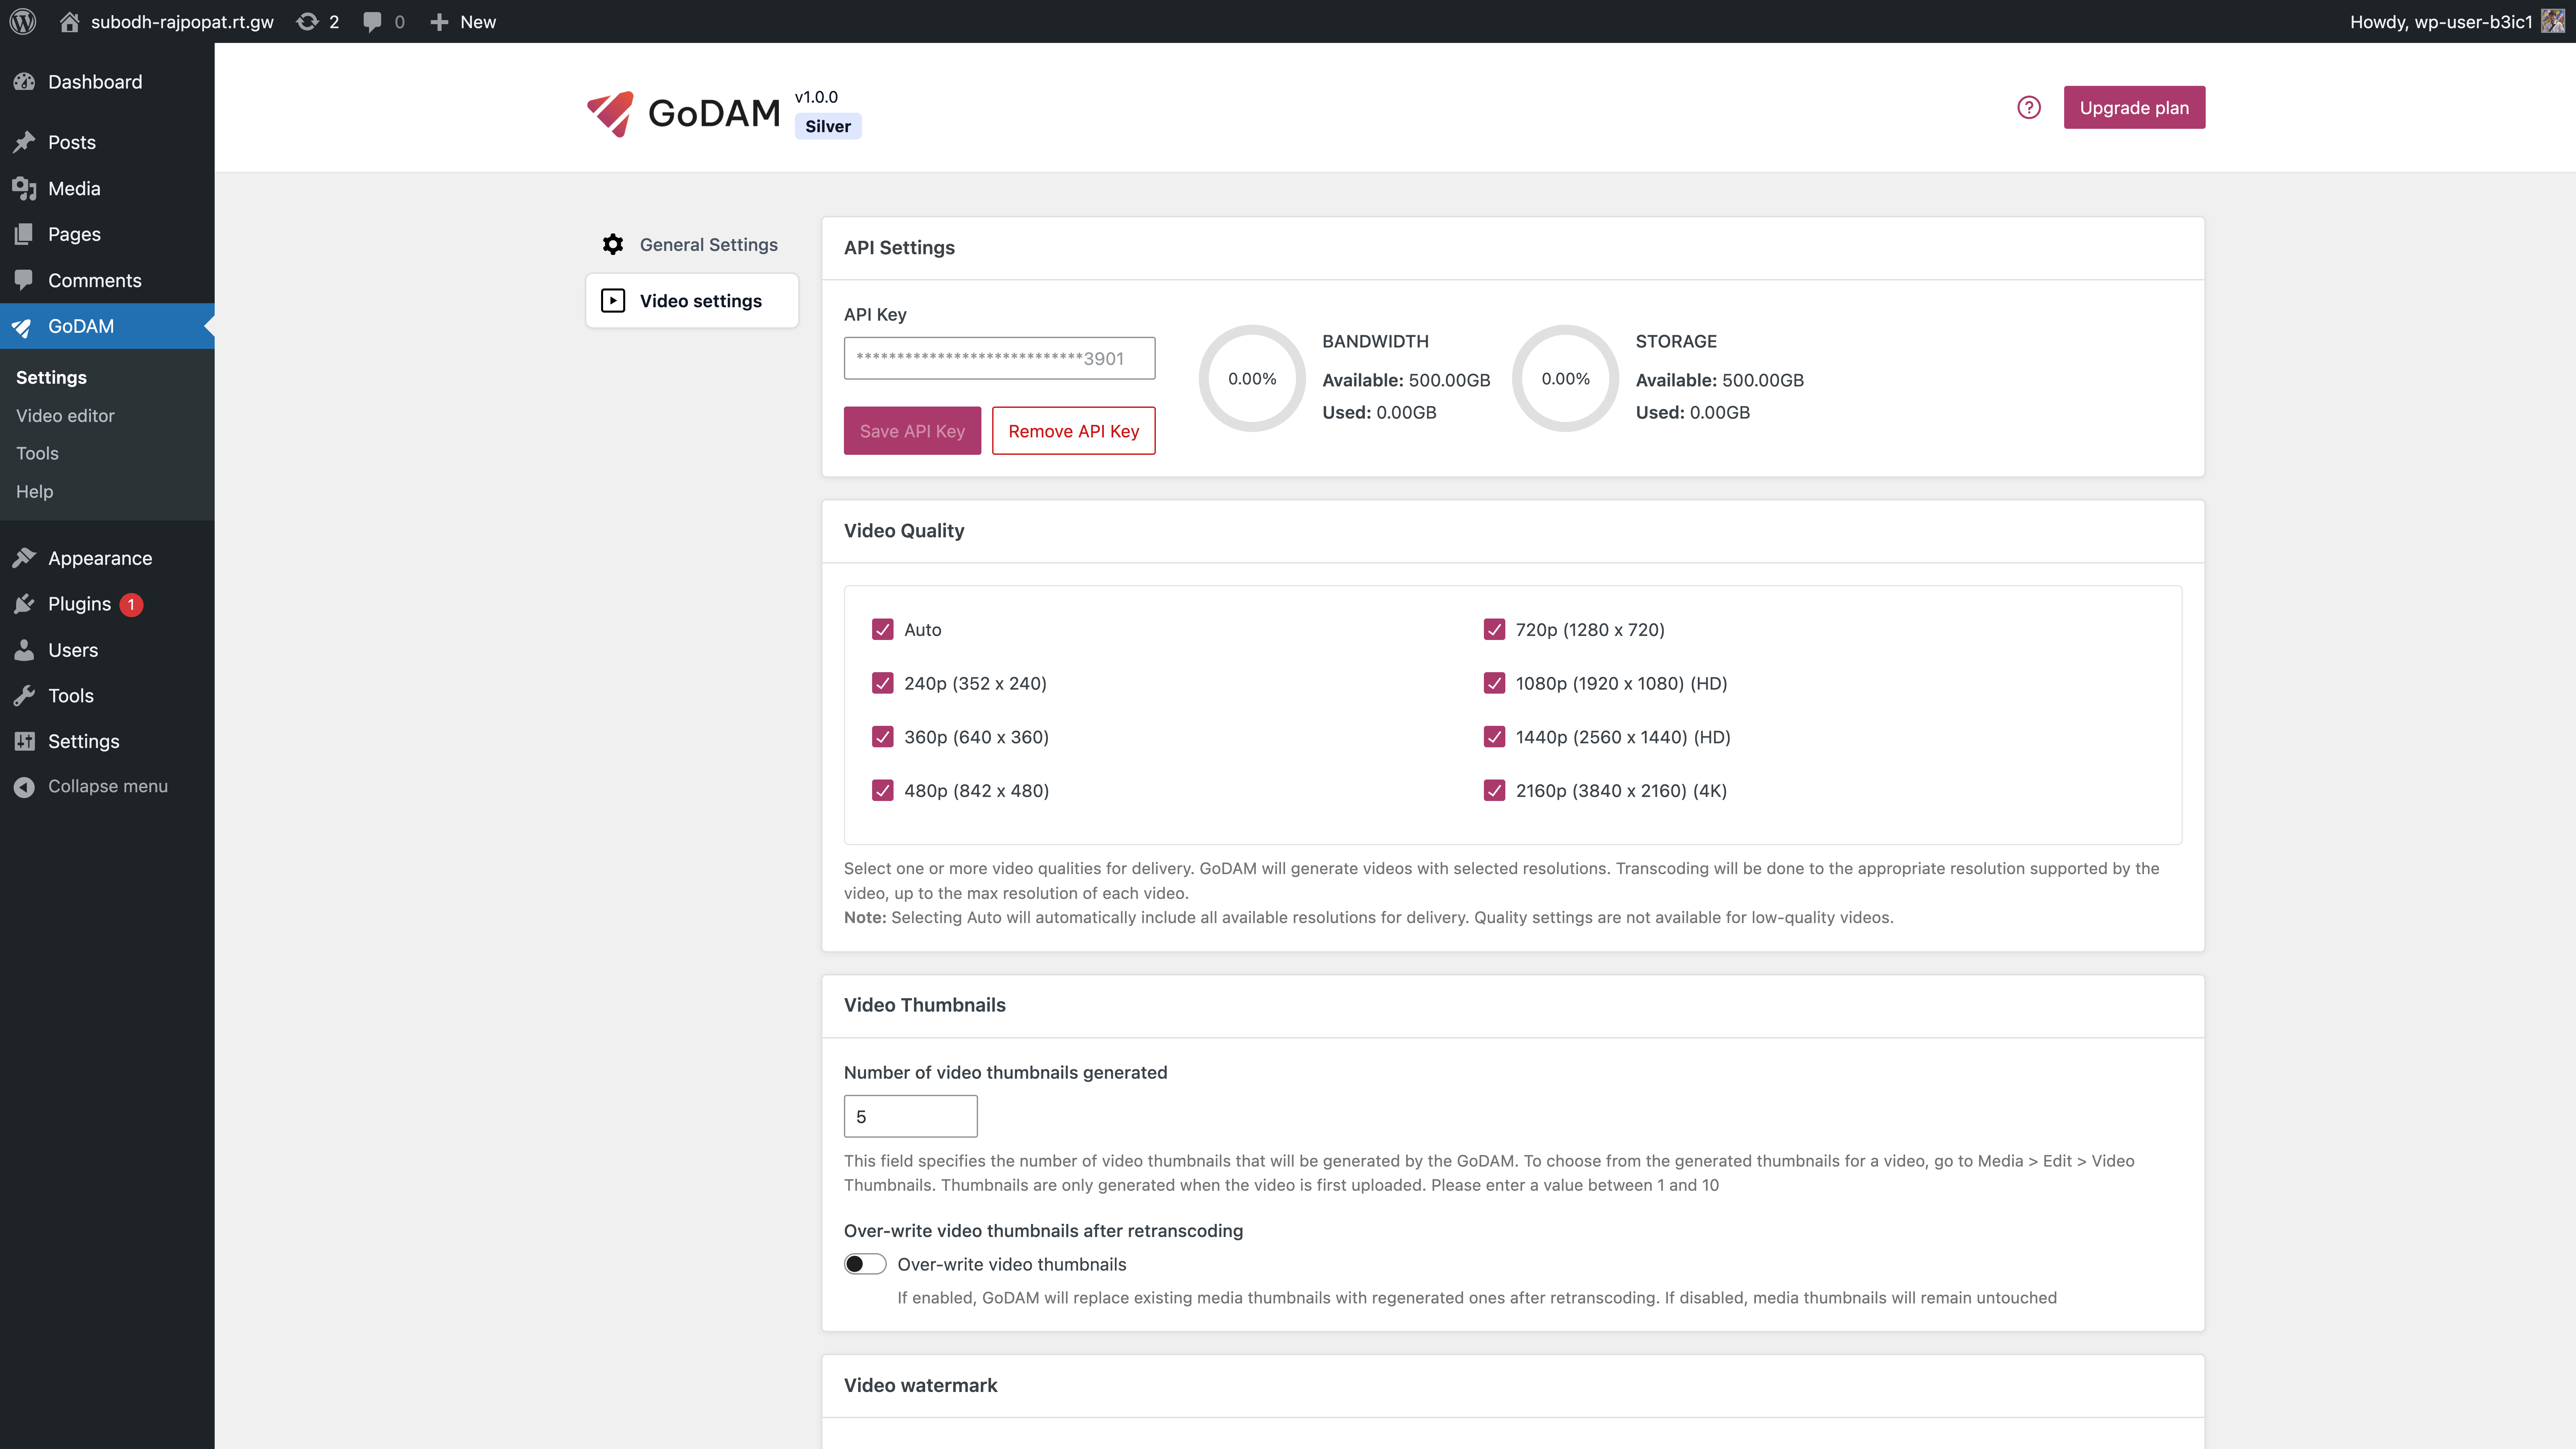 subodh-rajpopat.rt.gw 2 0 New Howdy, wp-user-b3ic1
Dashboard
Posts
Media
Pages
Comments
GoDAM
Settings
Video editor
Tools
Help
Appearance
Plugins 1
Users
Tools
Settings
Collapse menu
GoDAM v1.0.0
Silver
? Upgrade plan
General Settings
Video settings
API Settings
API Key
****************************3901
Save API Key Remove API Key
0.00%
BANDWIDTH
Available: 500.00GB
Used: 0.00GB
0.00%
STORAGE
Available: 500.00GB
Used: 0.00GB
Video Quality
Auto
240p (352 x 240)
360p (640 x 360)
480p (842 x 480)
720p (1280 x 720)
1080p (1920 x 1080) (HD)
1440p (2560 x 1440) (HD)
2160p (3840 x 2160) (4K)
Select one or more video qualities for delivery. GoDAM will generate videos with selected resolutions. Transcoding will be done to the appropriate resolution supported by the
video, up to the max resolution of each video.
Note: Selecting Auto will automatically include all available resolutions for delivery. Quality settings are not available for low-quality videos.
Video Thumbnails
Number of video thumbnails generated
5
This field specifies the number of video thumbnails that will be generated by the GoDAM. To choose from the generated thumbnails for a video, go to Media > Edit > Video
Thumbnails. Thumbnails are only generated when the video is first uploaded. Please enter a value between 1 and 10
Over-write video thumbnails after retranscoding
Over-write video thumbnails
If enabled, GoDAM will replace existing media thumbnails with regenerated ones after retranscoding. If disabled, media thumbnails will remain untouched
Video watermark